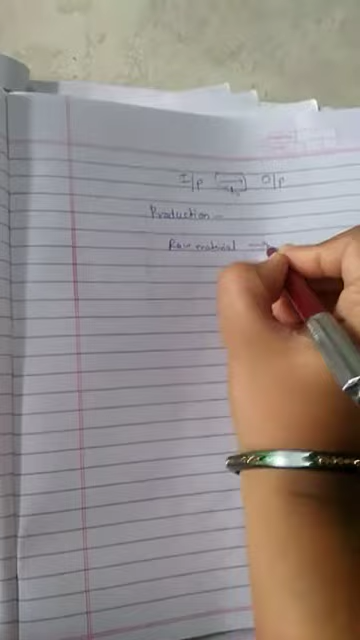 I/p → O/p
Production -
Raw material →